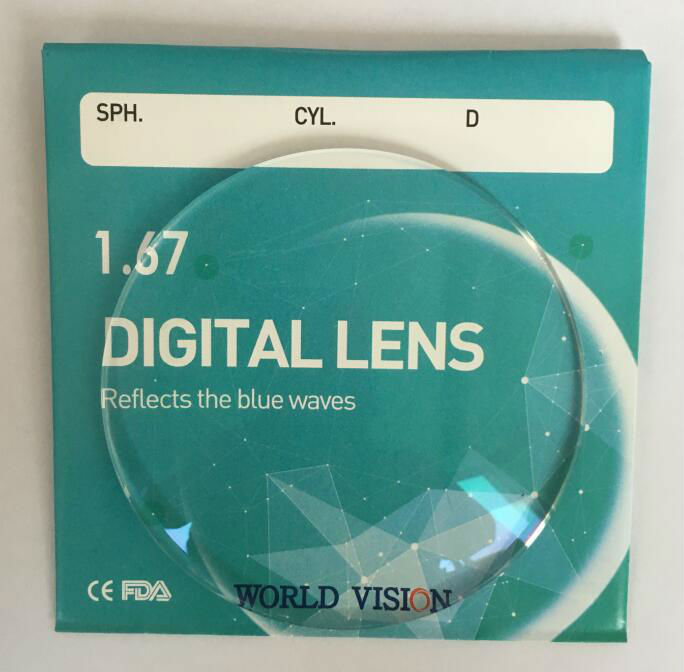 SPH. CYL. D
1.67
DIGITAL LENS
Reflects the blue waves
CE FDA
WORLD VISION